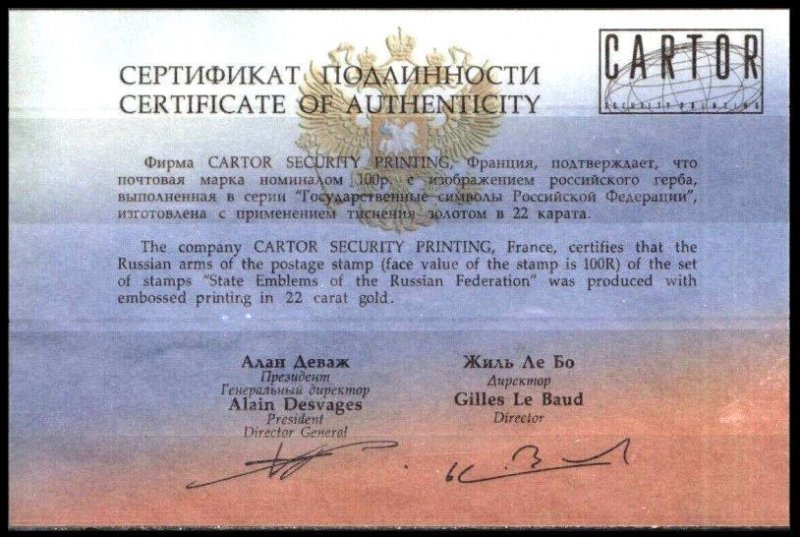 CARTOR
SECURITY PRINTING
СЕРТИФИКАТ ПОДЛИННОСТИ
CERTIFICATE OF AUTHENTICITY
Фирма CARTOR SECURITY PRINTING, Франция, подтверждает, что
почтовая марка номиналом 100р. с изображением российского герба,
выполненная в серии "Государственные символы Российской Федерации",
изготовлена с применением тиснения золотом в 22 карата.
The company CARTOR SECURITY PRINTING, France, certifies that the
Russian arms of the postage stamp (face value of the stamp is 100R) of the set
of stamps "State Emblems of the Russian Federation" was produced with
embossed printing in 22 carat gold.
Алан Деваж
Президент
Генеральный директор
Alain Desvages
President
Director General
Жиль Ле Бо
Директор
Gilles Le Baud
Director